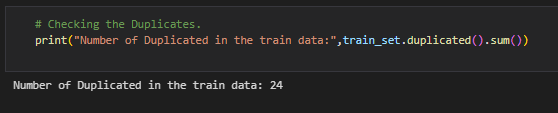 # Checking the Duplicates.
print("Number of Duplicated in the train data:",train_set.duplicated().sum())
Number of Duplicated in the train data: 24